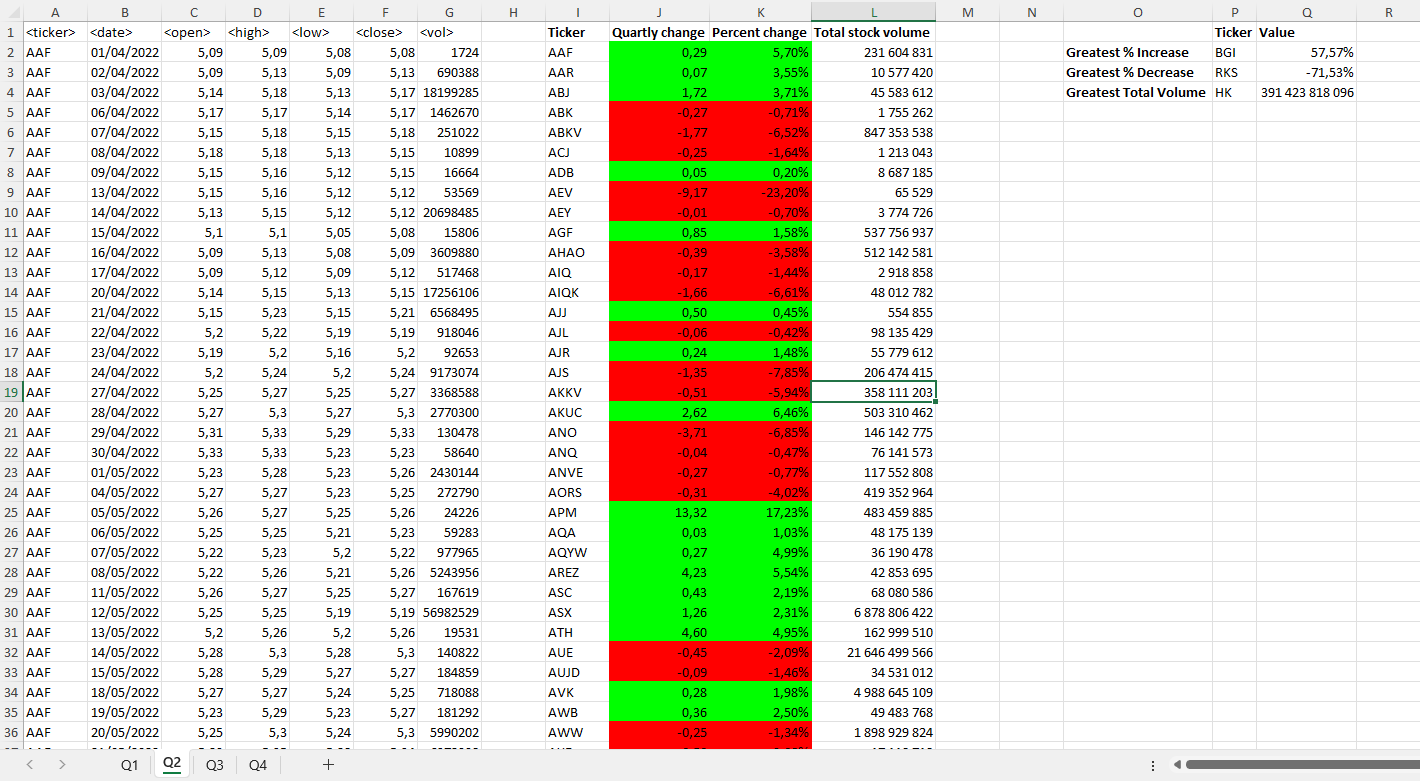 A B C D E F G H I J K L M N O P Q R
1 <ticker> <date> <open> <high> <low> <close> <vol> Ticker Quartly change Percent change Total stock volume Ticker Value
2 AAF 01/04/2022 5,09 5,09 5,08 5,08 1724 AAF 0,29 5,70% 231 604 831 Greatest % Increase BGI 57,57%
3 AAF 02/04/2022 5,09 5,13 5,09 5,13 690388 AAR 0,07 3,55% 10 577 420 Greatest % Decrease RKS -71,53%
4 AAF 03/04/2022 5,14 5,18 5,13 5,17 18199285 ABJ 1,72 3,71% 45 583 612 Greatest Total Volume HK 391 423 818 096
5 AAF 06/04/2022 5,17 5,17 5,14 5,17 1462670 ABK -0,27 -0,71% 1 755 262
6 AAF 07/04/2022 5,15 5,18 5,15 5,18 251022 ABKV -1,77 -6,52% 847 353 538
7 AAF 08/04/2022 5,18 5,18 5,13 5,15 10899 ACJ -0,25 -1,64% 1 213 043
8 AAF 09/04/2022 5,15 5,16 5,12 5,15 16664 ADB 0,05 0,20% 8 687 185
9 AAF 13/04/2022 5,15 5,16 5,12 5,12 53569 AEV -9,17 -23,20% 65 529
10 AAF 14/04/2022 5,13 5,15 5,12 5,12 20698485 AEY -0,01 -0,70% 3 774 726
11 AAF 15/04/2022 5,1 5,1 5,05 5,08 15806 AGF 0,85 1,58% 537 756 937
12 AAF 16/04/2022 5,09 5,13 5,08 5,09 3609880 AHAO -0,39 -3,58% 512 142 581
13 AAF 17/04/2022 5,09 5,12 5,09 5,12 517468 AIQ -0,17 -1,44% 2 918 858
14 AAF 20/04/2022 5,14 5,15 5,13 5,15 17256106 AIQK -1,66 -6,61% 48 012 782
15 AAF 21/04/2022 5,15 5,23 5,15 5,21 6568495 AJJ 0,50 0,45% 554 855
16 AAF 22/04/2022 5,2 5,22 5,19 5,19 918046 AJL -0,06 -0,42% 98 135 429
17 AAF 23/04/2022 5,19 5,2 5,16 5,2 92653 AJR 0,24 1,48% 55 779 612
18 AAF 24/04/2022 5,2 5,24 5,2 5,24 9173074 AJS -1,35 -7,85% 206 474 415
19 AAF 27/04/2022 5,25 5,27 5,25 5,27 3368588 AKKV -0,51 -5,94% 358 111 203
20 AAF 28/04/2022 5,27 5,3 5,27 5,3 2770300 AKUC 2,62 6,46% 503 310 462
21 AAF 29/04/2022 5,31 5,33 5,29 5,33 130478 ANO -3,71 -6,85% 146 142 775
22 AAF 30/04/2022 5,33 5,33 5,23 5,23 58640 ANQ -0,04 -0,47% 76 141 573
23 AAF 01/05/2022 5,23 5,28 5,23 5,26 2430144 ANVE -0,27 -0,77% 117 552 808
24 AAF 04/05/2022 5,27 5,27 5,23 5,25 272790 AORS -0,31 -4,02% 419 352 964
25 AAF 05/05/2022 5,26 5,27 5,25 5,26 24226 APM 13,32 17,23% 483 459 885
26 AAF 06/05/2022 5,25 5,25 5,21 5,23 59283 AQA 0,03 1,03% 48 175 139
27 AAF 07/05/2022 5,22 5,23 5,2 5,22 977965 AQYW 0,27 4,99% 36 190 478
28 AAF 08/05/2022 5,22 5,26 5,21 5,26 5243956 AREZ 4,23 5,54% 42 853 695
29 AAF 11/05/2022 5,26 5,27 5,25 5,27 167619 ASC 0,43 2,19% 68 080 586
30 AAF 12/05/2022 5,25 5,25 5,19 5,19 56982529 ASX 1,26 2,31% 6 878 806 422
31 AAF 13/05/2022 5,2 5,26 5,2 5,26 19531 ATH 4,60 4,95% 162 999 510
32 AAF 14/05/2022 5,28 5,3 5,28 5,3 140822 AUE -0,45 -2,09% 21 646 499 566
33 AAF 15/05/2022 5,28 5,29 5,27 5,27 184859 AUJD -0,09 -1,46% 34 531 012
34 AAF 18/05/2022 5,27 5,27 5,24 5,25 718088 AVK 0,28 1,98% 4 988 645 109
35 AAF 19/05/2022 5,23 5,29 5,23 5,27 181292 AWB 0,36 2,50% 49 483 768
36 AAF 20/05/2022 5,25 5,3 5,24 5,3 5990202 AWW -0,25 -1,34% 1 898 929 824
Q1 Q2 Q3 Q4 +